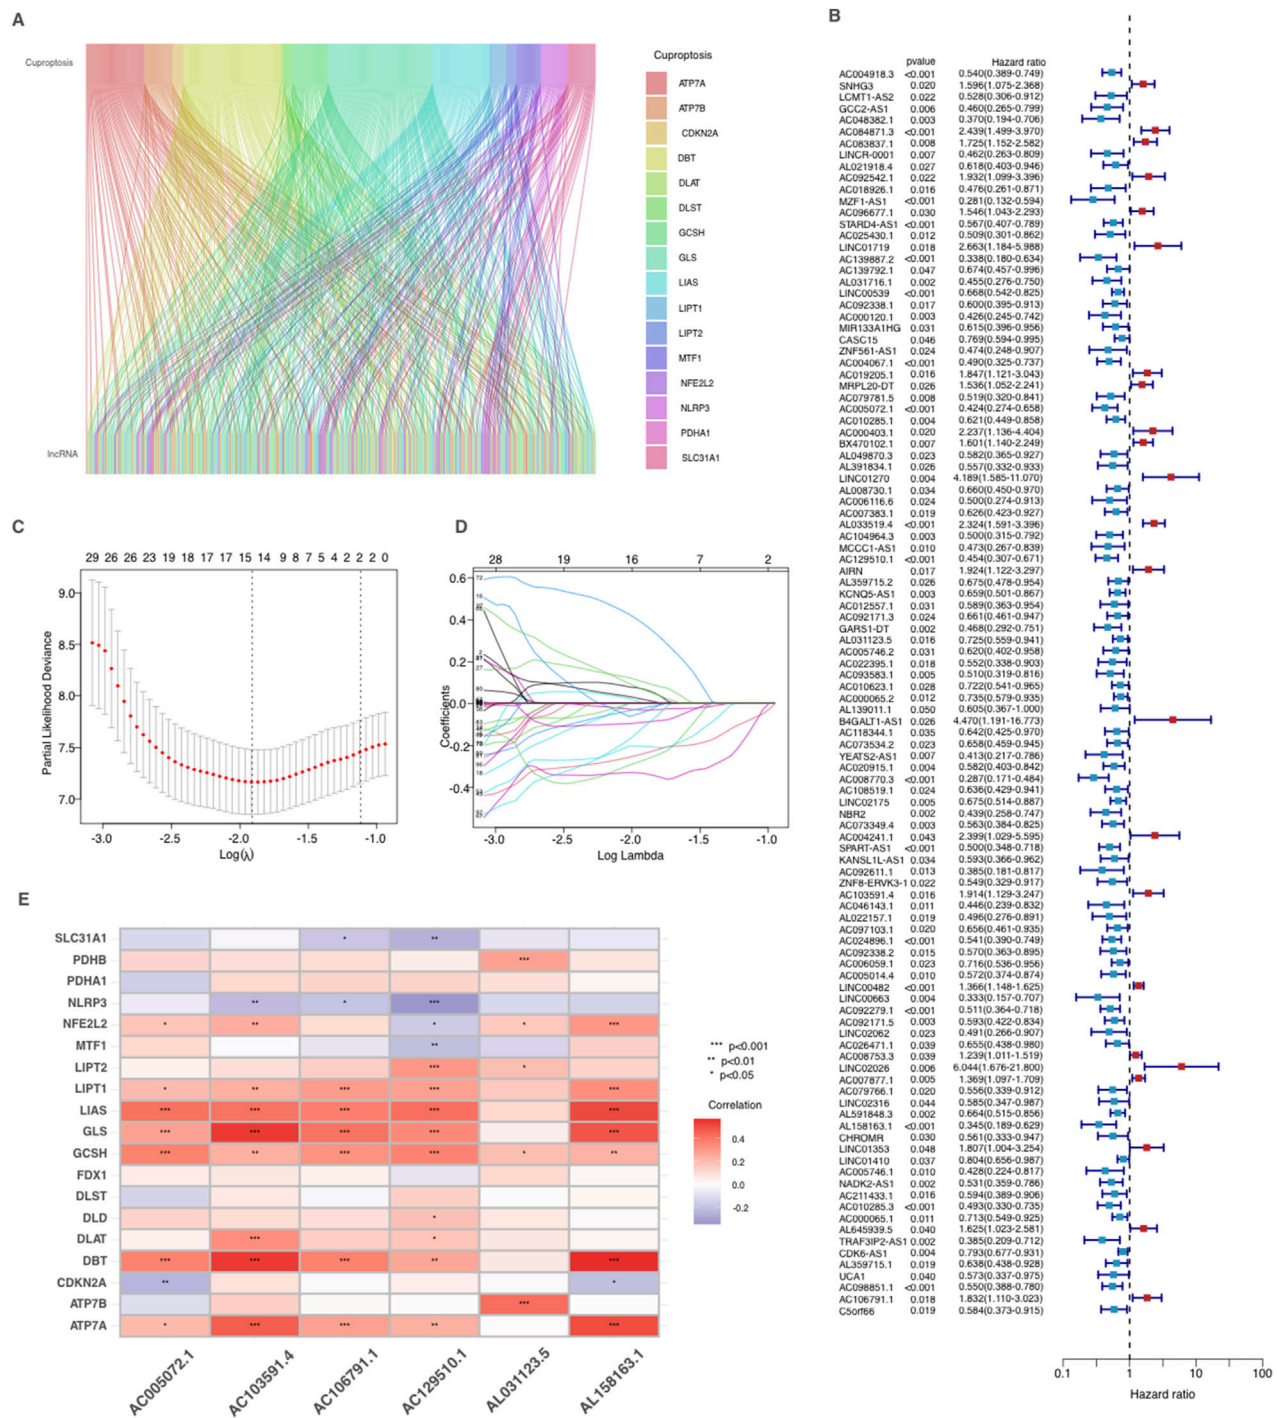 A
Cuproptosis
lncRNA
Cuproptosis
ATP7A
ATP7B
CDKN2A
DBT
DLAT
DLST
GCSH
GLS
LIAS
LIPT1
LIPT2
MTF1
NFE2L2
NLRP3
PDHA1
SLC31A1
B
pvalue Hazard ratio
AC004918.3 <0.001 0.540(0.389-0.749)
SNHG3 0.020 1.596(1.075-2.368)
LCMT1-AS2 0.022 0.528(0.306-0.912)
GCC2-AS1 0.006 0.460(0.265-0.799)
AC048382.1 0.003 0.370(0.194-0.706)
AC084871.3 <0.001 2.439(1.499-3.970)
AC083837.1 0.008 1.725(1.152-2.582)
LINCR-0001 0.007 0.462(0.263-0.809)
AL021918.4 0.027 0.618(0.403-0.946)
AC092542.1 0.022 1.932(1.099-3.396)
AC018926.1 0.016 0.476(0.261-0.871)
MZF1-AS1 <0.001 0.281(0.132-0.594)
AC096677.1 0.030 1.546(1.043-2.293)
STARD4-AS1 <0.001 0.567(0.407-0.789)
AC025430.1 0.012 0.509(0.301-0.862)
LINC01719 0.018 2.663(1.184-5.988)
AC139887.2 <0.001 0.338(0.180-0.634)
AC139792.1 0.047 0.674(0.457-0.996)
AL031716.1 0.002 0.455(0.276-0.750)
LINC00539 <0.001 0.668(0.542-0.825)
AC092338.1 0.017 0.600(0.395-0.913)
AC000120.1 0.003 0.426(0.245-0.742)
MIR133A1HG 0.031 0.615(0.396-0.956)
CASC15 0.046 0.769(0.594-0.995)
ZNF561-AS1 0.024 0.474(0.248-0.907)
AC004067.1 <0.001 0.490(0.325-0.737)
AC019205.1 0.016 1.847(1.121-3.043)
MRPL20-DT 0.026 1.536(1.052-2.241)
AC079781.5 0.008 0.519(0.320-0.841)
AC005072.1 <0.001 0.424(0.274-0.658)
AC010285.1 0.004 0.621(0.449-0.858)
AC000403.1 0.020 2.237(1.136-4.404)
BX470102.1 0.007 1.601(1.140-2.249)
AL049870.3 0.023 0.582(0.365-0.927)
AL391834.1 0.026 0.557(0.332-0.933)
LINC01270 0.004 4.189(1.585-11.070)
AL008730.1 0.034 0.660(0.450-0.970)
AC006116.6 0.024 0.500(0.274-0.913)
AC007383.1 0.019 0.626(0.423-0.927)
AL033519.4 <0.001 2.324(1.591-3.396)
AC104964.3 0.003 0.500(0.315-0.792)
MCCC1-AS1 0.010 0.473(0.267-0.839)
AC129510.1 <0.001 0.454(0.307-0.671)
AIRN 0.017 1.924(1.122-3.297)
AL359715.2 0.026 0.675(0.478-0.954)
KCNQ5-AS1 0.003 0.659(0.501-0.867)
AC012557.1 0.031 0.589(0.363-0.954)
AC092171.3 0.024 0.661(0.461-0.947)
GARS1-DT 0.002 0.468(0.292-0.751)
AL031123.5 0.016 0.725(0.559-0.941)
AC005746.2 0.031 0.620(0.402-0.958)
AC022395.1 0.018 0.552(0.338-0.903)
AC093583.1 0.005 0.510(0.319-0.816)
AC010623.1 0.028 0.722(0.541-0.965)
AC000065.2 0.012 0.735(0.579-0.935)
AL139011.1 0.050 0.605(0.367-1.000)
B4GALT1-AS1 0.026 4.470(1.191-16.773)
AC118344.1 0.035 0.642(0.425-0.970)
AC073534.2 0.023 0.658(0.459-0.945)
YEATS2-AS1 0.007 0.413(0.217-0.786)
AC020915.1 0.004 0.582(0.403-0.842)
AC008770.3 <0.001 0.287(0.171-0.484)
AC108519.1 0.024 0.636(0.429-0.941)
LINC02175 0.005 0.675(0.514-0.887)
NBR2 0.002 0.439(0.258-0.747)
AC073349.4 0.003 0.563(0.384-0.825)
AC004241.1 0.043 2.399(1.029-5.595)
SPART-AS1 <0.001 0.500(0.348-0.718)
KANSL1L-AS1 0.034 0.593(0.366-0.962)
AC092611.1 0.013 0.385(0.181-0.817)
ZNF8-ERVK3-1 0.022 0.549(0.329-0.917)
AC103591.4 0.016 1.914(1.129-3.247)
AC046143.1 0.011 0.446(0.239-0.832)
AL022157.1 0.019 0.496(0.276-0.891)
AC097103.1 0.020 0.656(0.461-0.935)
AC024896.1 <0.001 0.541(0.390-0.749)
AC092338.2 0.015 0.570(0.363-0.895)
AC006059.1 0.023 0.716(0.536-0.956)
AC005014.4 0.010 0.572(0.374-0.874)
LINC00482 <0.001 1.366(1.148-1.625)
LINC00663 0.004 0.333(0.157-0.707)
AC092279.1 <0.001 0.511(0.364-0.718)
AC092171.5 0.003 0.593(0.422-0.834)
LINC02062 0.023 0.491(0.266-0.907)
AC026471.1 0.039 0.655(0.438-0.980)
AC008753.3 0.039 1.239(1.011-1.519)
LINC02026 0.006 6.044(1.676-21.800)
AC007877.1 0.005 1.369(1.097-1.709)
AC079766.1 0.020 0.556(0.339-0.912)
LINC02316 0.044 0.585(0.347-0.987)
AL591848.3 0.002 0.664(0.515-0.856)
AL158163.1 <0.001 0.345(0.189-0.629)
CHROMR 0.030 0.561(0.333-0.947)
LINC01353 0.048 1.807(1.004-3.254)
LINC01410 0.037 0.804(0.656-0.987)
AC005746.1 0.010 0.428(0.224-0.817)
NADK2-AS1 0.002 0.531(0.359-0.786)
AC211433.1 0.016 0.594(0.389-0.906)
AC010285.3 <0.001 0.493(0.330-0.735)
AC000065.1 0.011 0.713(0.549-0.925)
AL645939.5 0.040 1.625(1.023-2.581)
TRAF3IP2-AS1 0.002 0.385(0.209-0.712)
CDK6-AS1 0.004 0.793(0.677-0.931)
AL359715.1 0.019 0.638(0.438-0.928)
UCA1 0.040 0.573(0.337-0.975)
AC098851.1 <0.001 0.550(0.388-0.780)
AC106791.1 0.018 1.832(1.110-3.023)
C5orf66 0.019 0.584(0.373-0.915)
0.1 1 10 100
Hazard ratio
C
29 26 26 23 19 18 17 17 15 14 9 8 7 5 4 2 2 0
9.0
8.5
8.0
7.5
7.0
Partial Likelihood Deviance
-3.0 -2.5 -2.0 -1.5 -1.0
Log(λ)
D
28 19 16 7 2
0.6
0.4
0.2
0.0
-0.2
-0.4
Coefficients
-3.0 -2.5 -2.0 -1.5 -1.0
Log Lambda
E
SLC31A1 * **
PDHB ***
PDHA1
NLRP3 ** * ***
NFE2L2 * ** * * ***
MTF1 **
LIPT2 *** *
LIPT1 * ** *** *** ***
LIAS *** *** *** *** ***
GLS *** *** *** *** ***
GCSH *** ** *** *** * **
FDX1
DLST
DLD *
DLAT *** *
DBT *** *** *** ** ***
CDKN2A ** *
ATP7B ***
ATP7A * *** *** ** ***
AC005072.1 AC103591.4 AC106791.1 AC129510.1 AL031123.5 AL158163.1
*** p<0.001
** p<0.01
* p<0.05
Correlation
0.4
0.2
0.0
-0.2